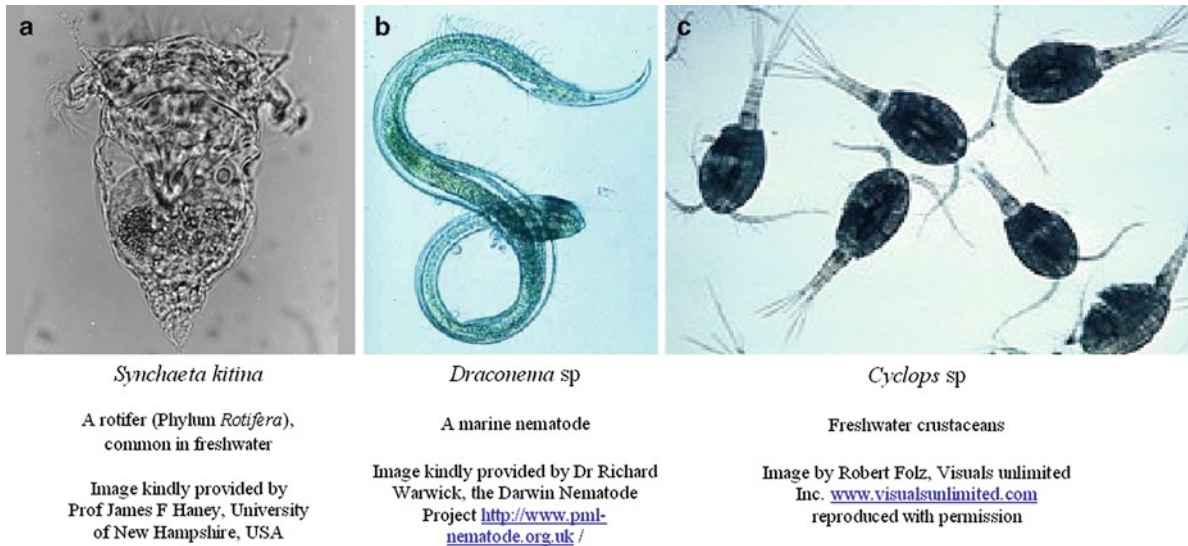 a
b
c
Synchaeta kitina
A rotifer (Phylum Rotifera),
common in freshwater
Image kindly provided by
Prof James F Haney, University
of New Hampshire, USA
Draconema sp
A marine nematode
Image kindly provided by Dr Richard
Warwick, the Darwin Nematode
Project http://www.pml-
nematode.org.uk /
Cyclops sp
Freshwater crustaceans
Image by Robert Folz, Visuals unlimited
Inc. www.visualsunlimited.com
reproduced with permission